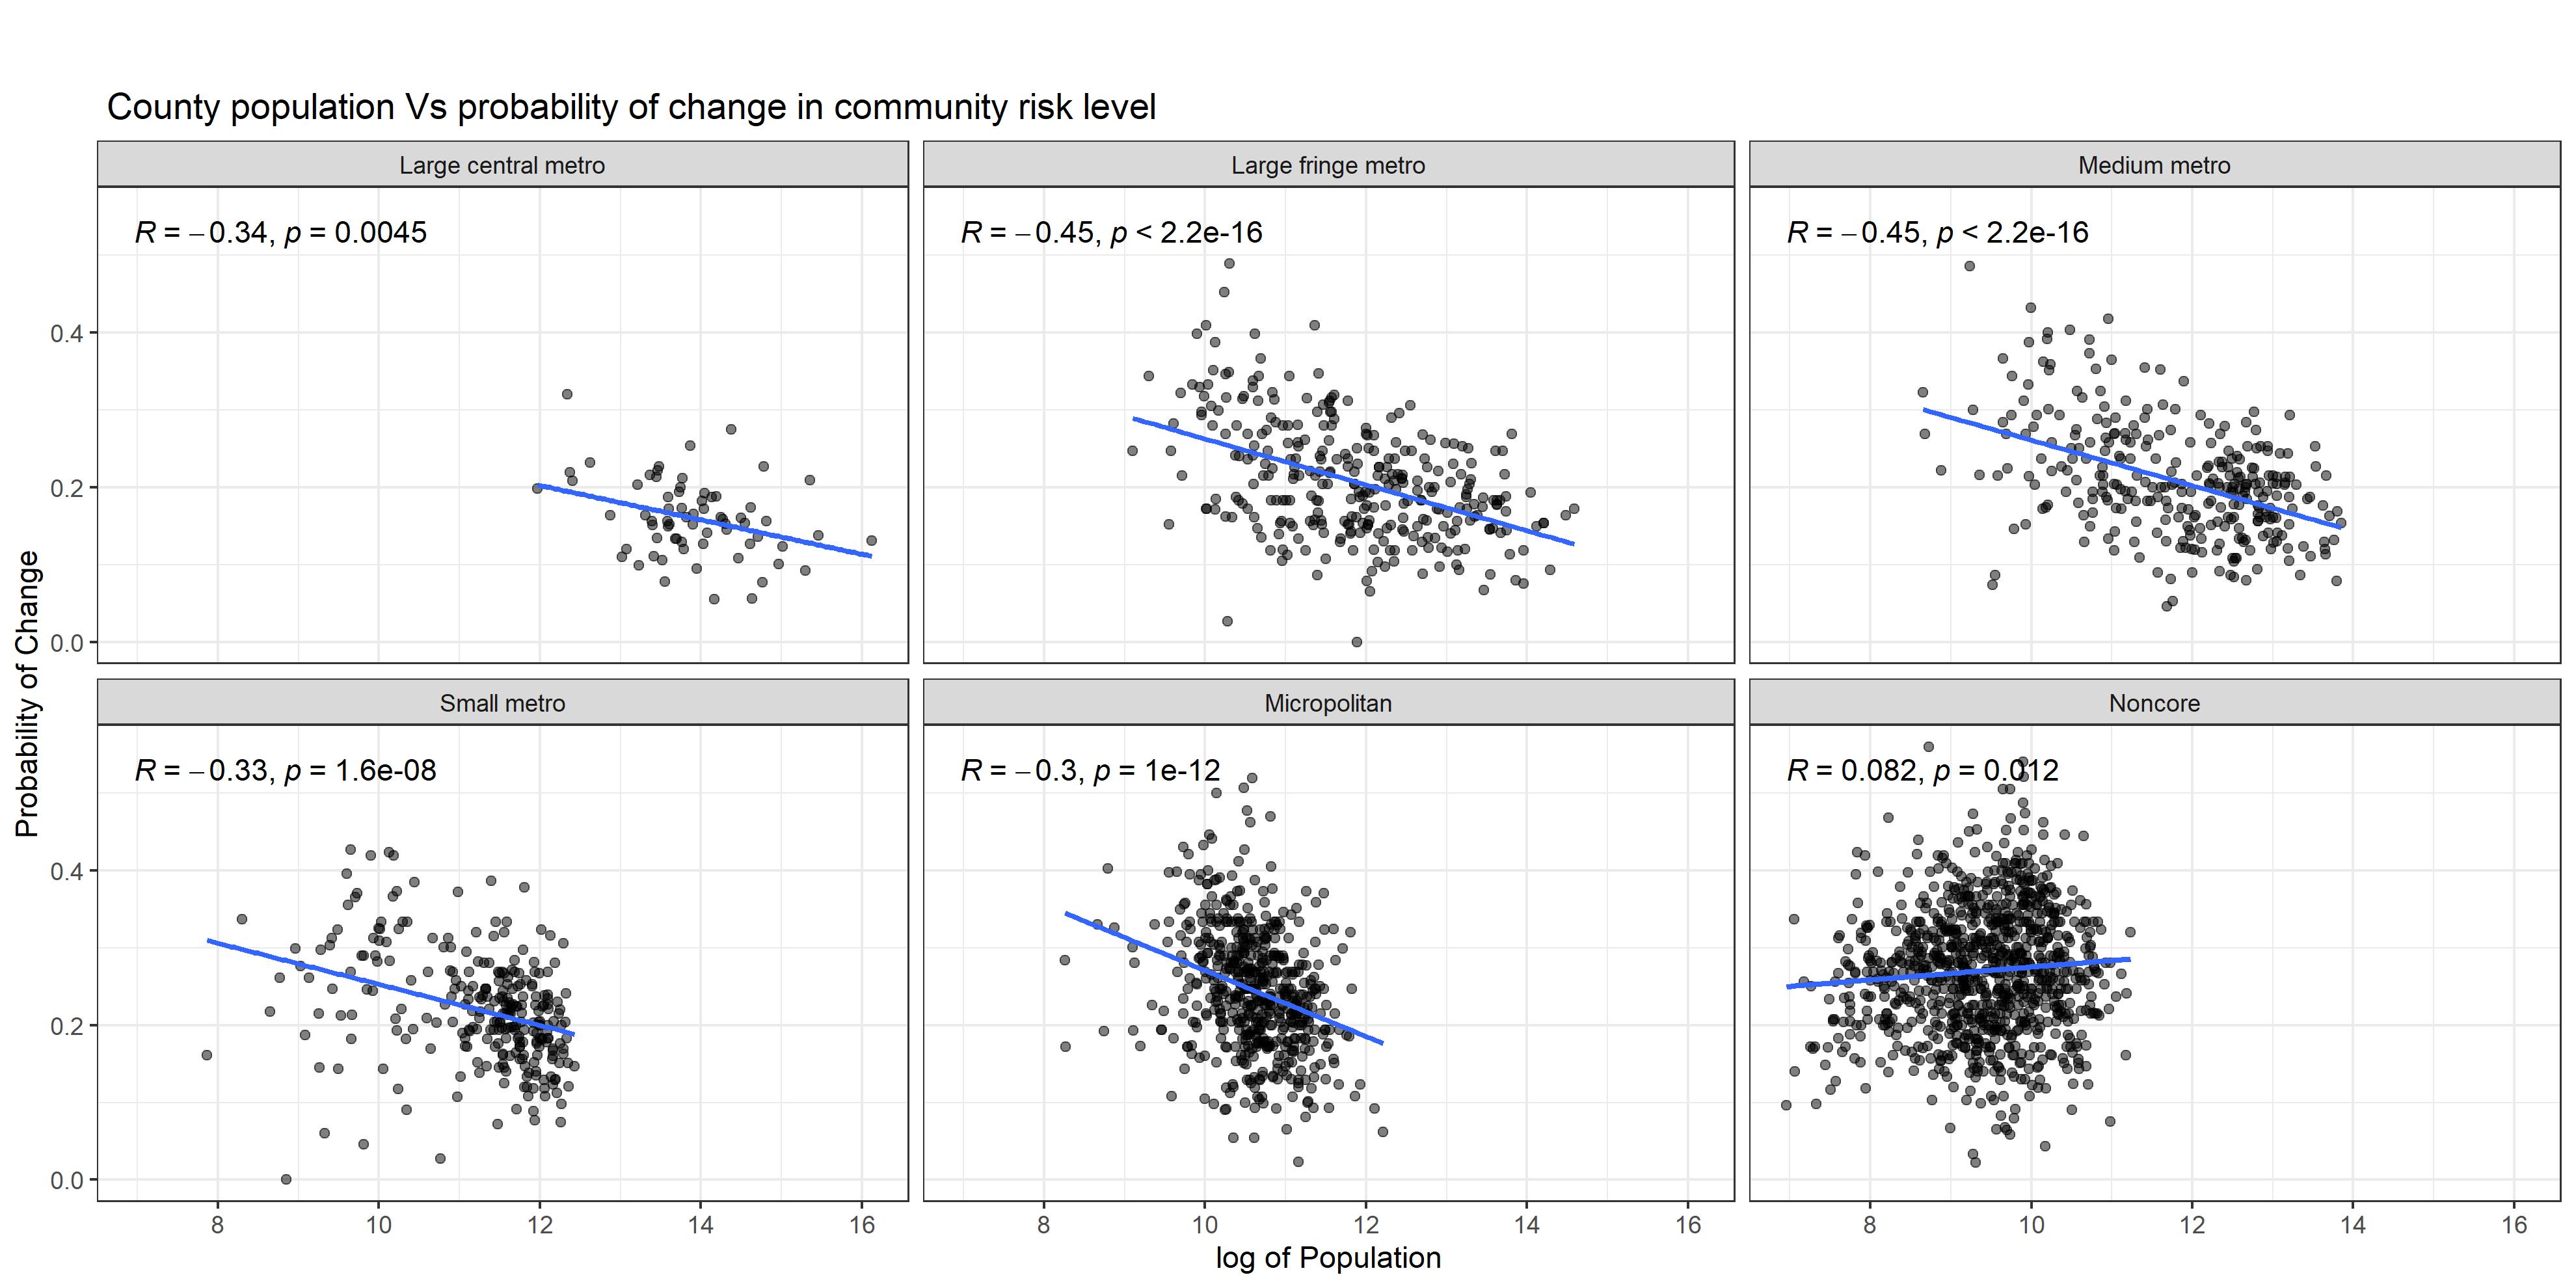 County population Vs probability of change in community risk level
Large central metro
Large fringe metro
Medium metro
R = −0.34, p = 0.0045
R = −0.45, p < 2.2e-16
R = −0.45, p < 2.2e-16
0.4
0.2
0.0
Probability of Change
Small metro
Micropolitan
Noncore
R = −0.33, p = 1.6e-08
R = −0.3, p = 1e-12
R = 0.082, p = 0.012
0.4
0.2
0.0
8 10 12 14 16
8 10 12 14 16
8 10 12 14 16
log of Population